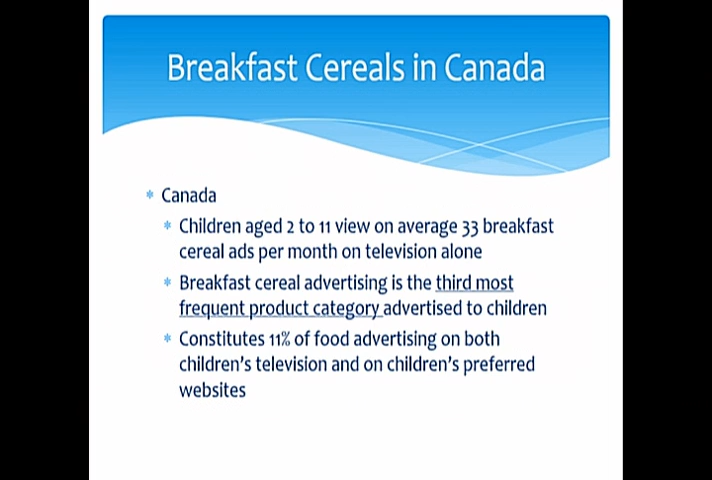 Breakfast Cereals in Canada
Canada
Children aged 2 to 11 view on average 33 breakfast
cereal ads per month on television alone
Breakfast cereal advertising is the third most
frequent product category advertised to children
Constitutes 11% of food advertising on both
children's television and on children's preferred
websites